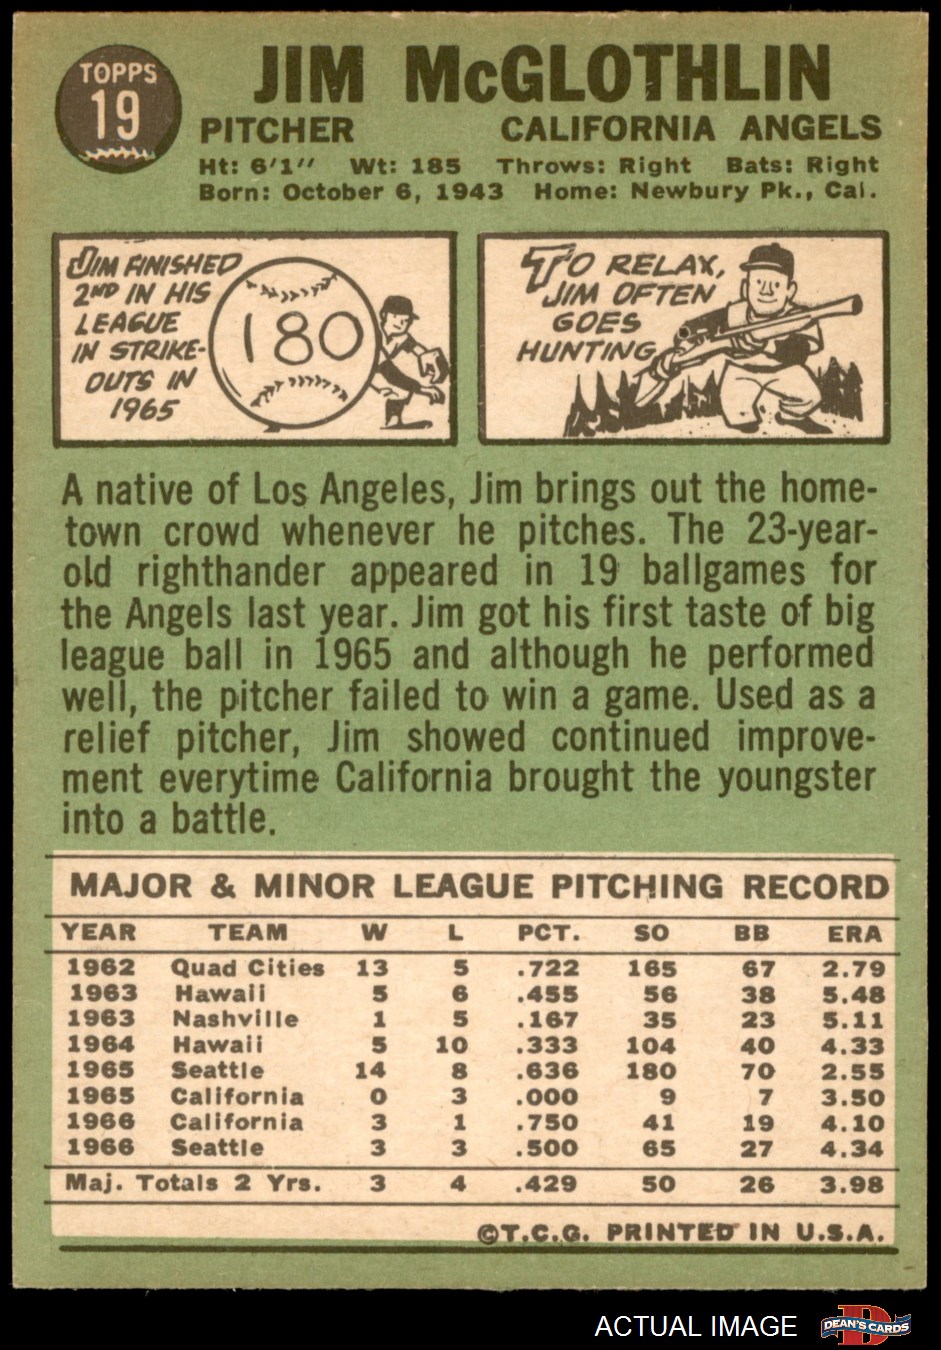 TOPPS
19
JIM McGLOTHLIN
PITCHER CALIFORNIA ANGELS
Ht: 6'1" Wt: 185 Throws: Right Bats: Right
Born: October 6, 1943 Home: Newbury Pk., Cal.
JIM FINISHED
2ND IN HIS
LEAGUE
IN STRIKE-
OUTS IN
1965
180
TO RELAX,
JIM OFTEN
GOES
HUNTING
A native of Los Angeles, Jim brings out the home-
town crowd whenever he pitches. The 23-year-
old righthander appeared in 19 ballgames for
the Angels last year. Jim got his first taste of big
league ball in 1965 and although he performed
well, the pitcher failed to win a game. Used as a
relief pitcher, Jim showed continued improve-
ment everytime California brought the youngster
into a battle.
MAJOR & MINOR LEAGUE PITCHING RECORD
YEAR TEAM W L PCT. SO BB ERA
1962 Quad Cities 13 5 .722 165 67 2.79
1963 Hawaii 5 6 .455 56 38 5.48
1963 Nashville 1 5 .167 35 23 5.11
1964 Hawaii 5 10 .333 104 40 4.33
1965 Seattle 14 8 .636 180 70 2.55
1965 California 0 3 .000 9 7 3.50
1966 California 3 1 .750 41 19 4.10
1966 Seattle 3 3 .500 65 27 4.34
Maj. Totals 2 Yrs. 3 4 .429 50 26 3.98
©T.C.G. PRINTED IN U.S.A.
ACTUAL IMAGE
D
DEAN'S CARDS